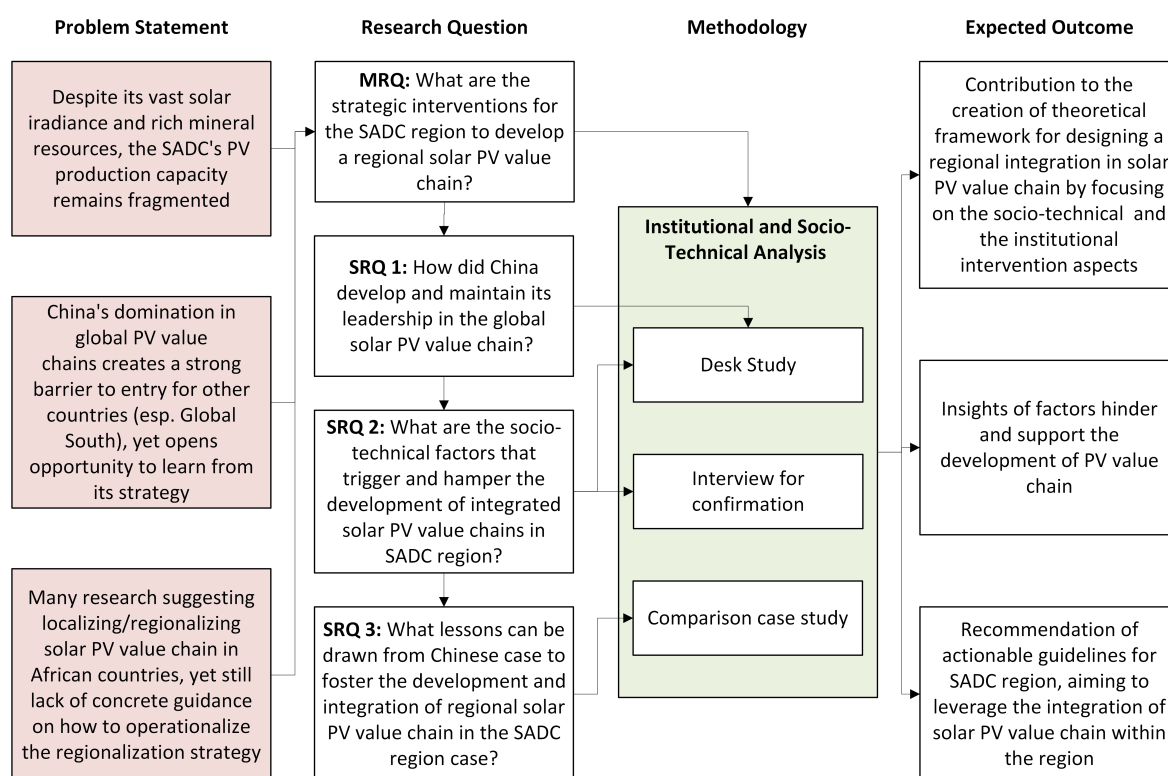 Problem Statement
Despite its vast solar
irradiance and rich mineral
resources, the SADC's PV
production capacity
remains fragmented
China's domination in
global PV value
chains creates a strong
barrier to entry for other
countries (esp. Global
South), yet opens
opportunity to learn from
its strategy
Many research suggesting
localizing/regionalizing
solar PV value chain in
African countries, yet still
lack of concrete guidance
on how to operationalize
the regionalization strategy
Research Question
MRQ: What are the
strategic interventions for
the SADC region to develop
a regional solar PV value
chain?
SRQ 1: How did China
develop and maintain its
leadership in the global
solar PV value chain?
SRQ 2: What are the socio-
technical factors that
trigger and hamper the
development of integrated
solar PV value chains in
SADC region?
SRQ 3: What lessons can be
drawn from Chinese case to
foster the development and
integration of regional solar
PV value chain in the SADC
region case?
Methodology
Institutional and Socio-
Technical Analysis
Desk Study
Interview for
confirmation
Comparison case study
Expected Outcome
Contribution to the
creation of theoretical
framework for designing a
regional integration in solar
PV value chain by focusing
on the socio-technical and
the institutional
intervention aspects
Insights of factors hinder
and support the
development of PV value
chain
Recommendation of
actionable guidelines for
SADC region, aiming to
leverage the integration of
solar PV value chain within
the region